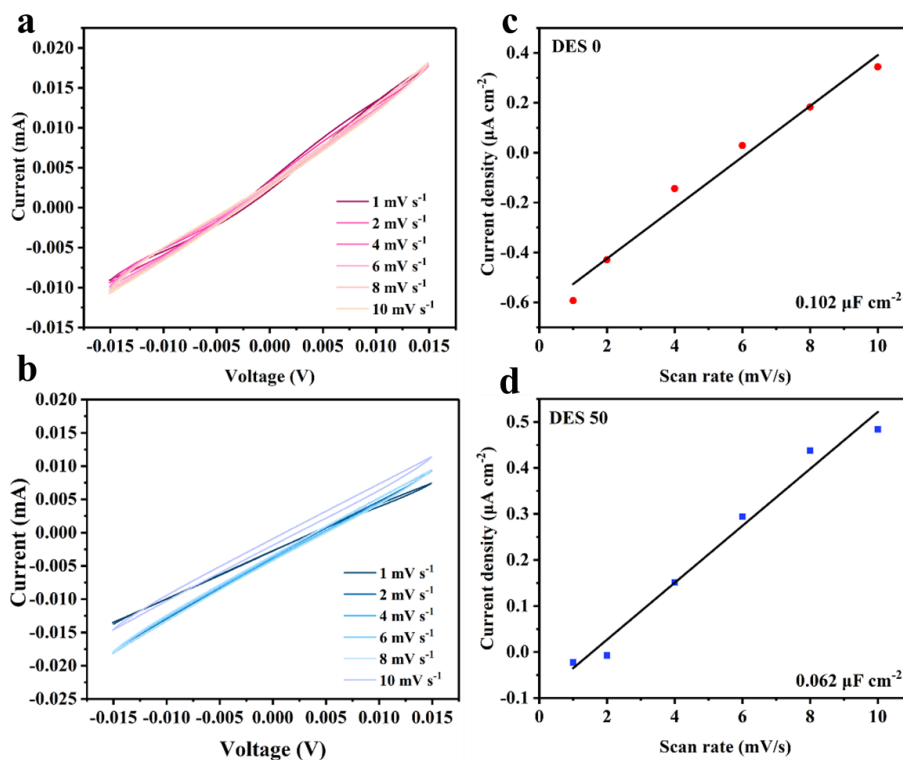 a
0.020
0.015
0.010
0.005
0.000
-0.005
-0.010
-0.015
Current (mA)
1 mV s⁻¹
2 mV s⁻¹
4 mV s⁻¹
6 mV s⁻¹
8 mV s⁻¹
10 mV s⁻¹
-0.015 -0.010 -0.005 0.000 0.005 0.010 0.015
Voltage (V)
c
DES 0
0.4
0.2
0.0
-0.2
-0.4
-0.6
Current density (µA cm⁻²)
0.102 µF cm⁻²
0 2 4 6 8 10
Scan rate (mV/s)
b
0.020
0.015
0.010
0.005
0.000
-0.005
-0.010
-0.015
-0.020
-0.025
Current (mA)
1 mV s⁻¹
2 mV s⁻¹
4 mV s⁻¹
6 mV s⁻¹
8 mV s⁻¹
10 mV s⁻¹
-0.015 -0.010 -0.005 0.000 0.005 0.010 0.015
Voltage (V)
d
DES 50
0.5
0.4
0.3
0.2
0.1
0.0
-0.1
Current density (µA cm⁻²)
0.062 µF cm⁻²
0 2 4 6 8 10
Scan rate (mV/s)